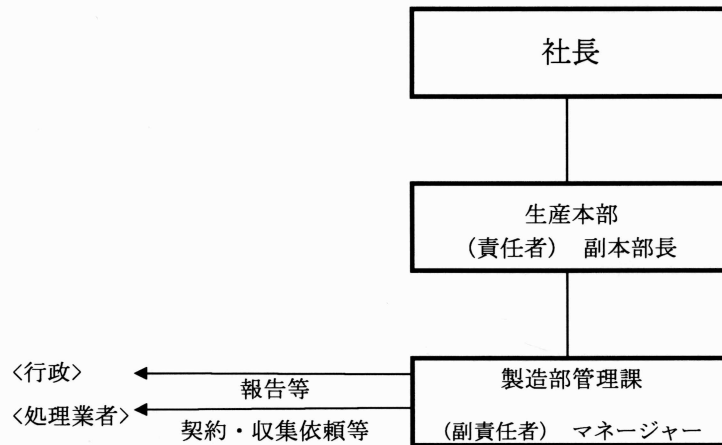 社長
生産本部
（責任者） 副本部長
<行政>
報告等
<処理業者>
契約・収集依頼等
製造部管理課
（副責任者） マネージャー